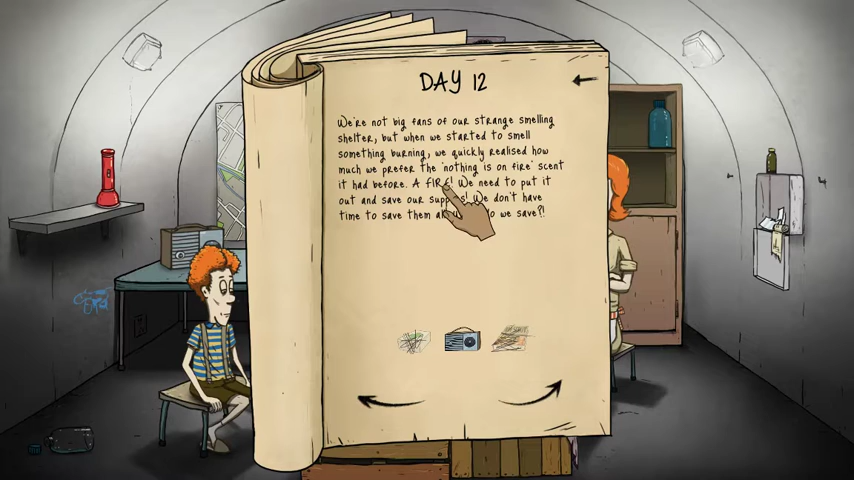 DAY 12
We're not big fans of our strange smelling
shelter, but when we started to smell
something burning, we quickly realised how
much we prefer the 'nothing is on fire' scent
it had before. A FIRE! We need to put it
out and save our supplies! We don't have
time to save them all. do we save?!